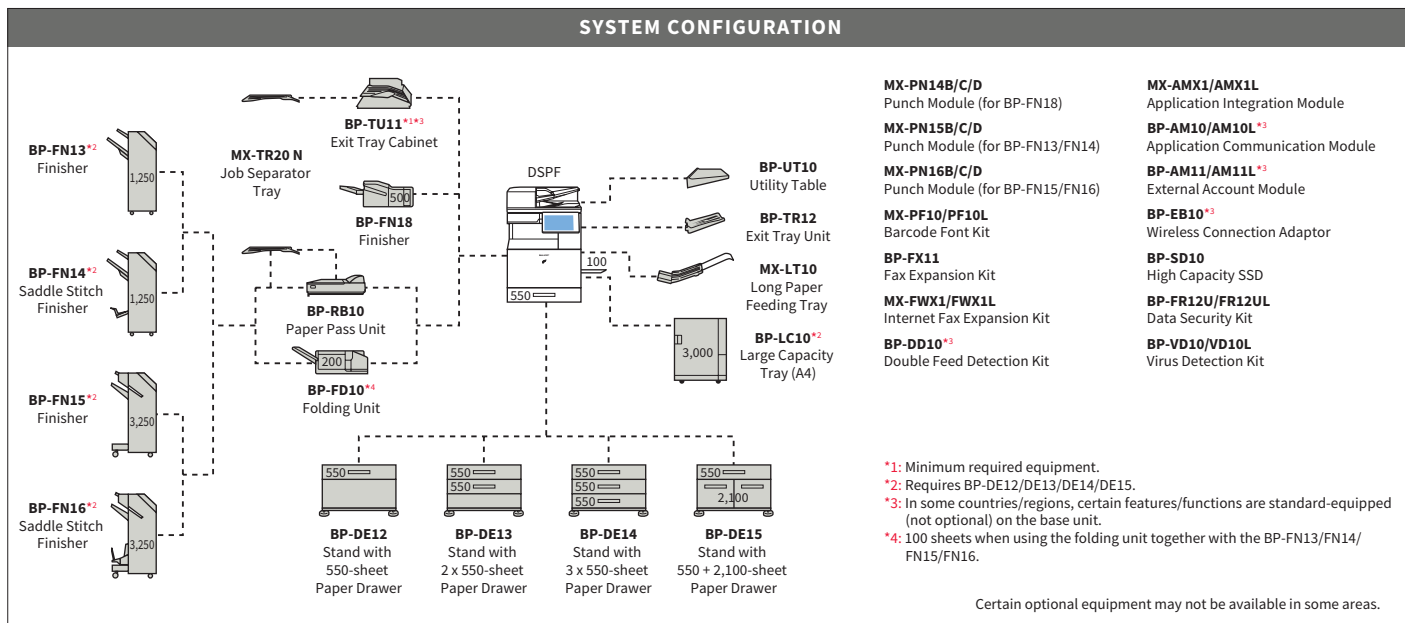 SYSTEM CONFIGURATION
BP-FN13*2
Finisher
1,250
BP-FN14*2
Saddle Stitch
Finisher
1,250
BP-FN15*2
Finisher
3,250
BP-FN16*2
Saddle Stitch
Finisher
3,250
BP-TU11*1*3
Exit Tray Cabinet
MX-TR20 N
Job Separator
Tray
500
BP-FN18
Finisher
BP-RB10
Paper Pass Unit
200
BP-FD10*4
Folding Unit
DSPF
100
550
BP-UT10
Utility Table
BP-TR12
Exit Tray Unit
MX-LT10
Long Paper
Feeding Tray
3,000
BP-LC10*2
Large Capacity
Tray (A4)
550
BP-DE12
Stand with
550-sheet
Paper Drawer
550
550
BP-DE13
Stand with
2 x 550-sheet
Paper Drawer
550
550
550
BP-DE14
Stand with
3 x 550-sheet
Paper Drawer
550
2,100
BP-DE15
Stand with
550 + 2,100-sheet
Paper Drawer
MX-PN14B/C/D
Punch Module (for BP-FN18)
MX-PN15B/C/D
Punch Module (for BP-FN13/FN14)
MX-PN16B/C/D
Punch Module (for BP-FN15/FN16)
MX-PF10/PF10L
Barcode Font Kit
BP-FX11
Fax Expansion Kit
MX-FWX1/FWX1L
Internet Fax Expansion Kit
BP-DD10*3
Double Feed Detection Kit
MX-AMX1/AMX1L
Application Integration Module
BP-AM10/AM10L*3
Application Communication Module
BP-AM11/AM11L*3
External Account Module
BP-EB10*3
Wireless Connection Adaptor
BP-SD10
High Capacity SSD
BP-FR12U/FR12UL
Data Security Kit
BP-VD10/VD10L
Virus Detection Kit
*1: Minimum required equipment.
*2: Requires BP-DE12/DE13/DE14/DE15.
*3: In some countries/regions, certain features/functions are standard-equipped
(not optional) on the base unit.
*4: 100 sheets when using the folding unit together with the BP-FN13/FN14/
FN15/FN16.
Certain optional equipment may not be available in some areas.